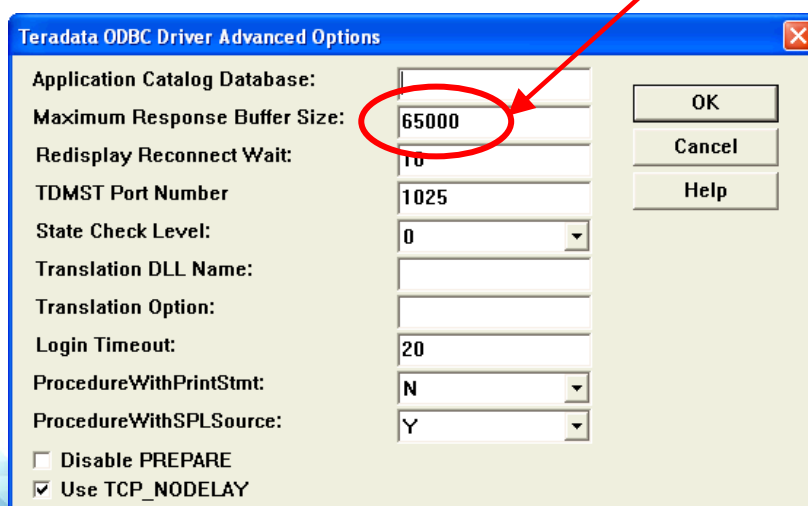 Teradata ODBC Driver Advanced Options
Application Catalog Database:
Maximum Response Buffer Size: 65000
Redisplay Reconnect Wait: 10
TDMST Port Number 1025
State Check Level: 0
Translation DLL Name:
Translation Option:
Login Timeout: 20
ProcedureWithPrintStmt: N
ProcedureWithSPLSource: Y
Disable PREPARE
Use TCP_NODELAY
OK
Cancel
Help